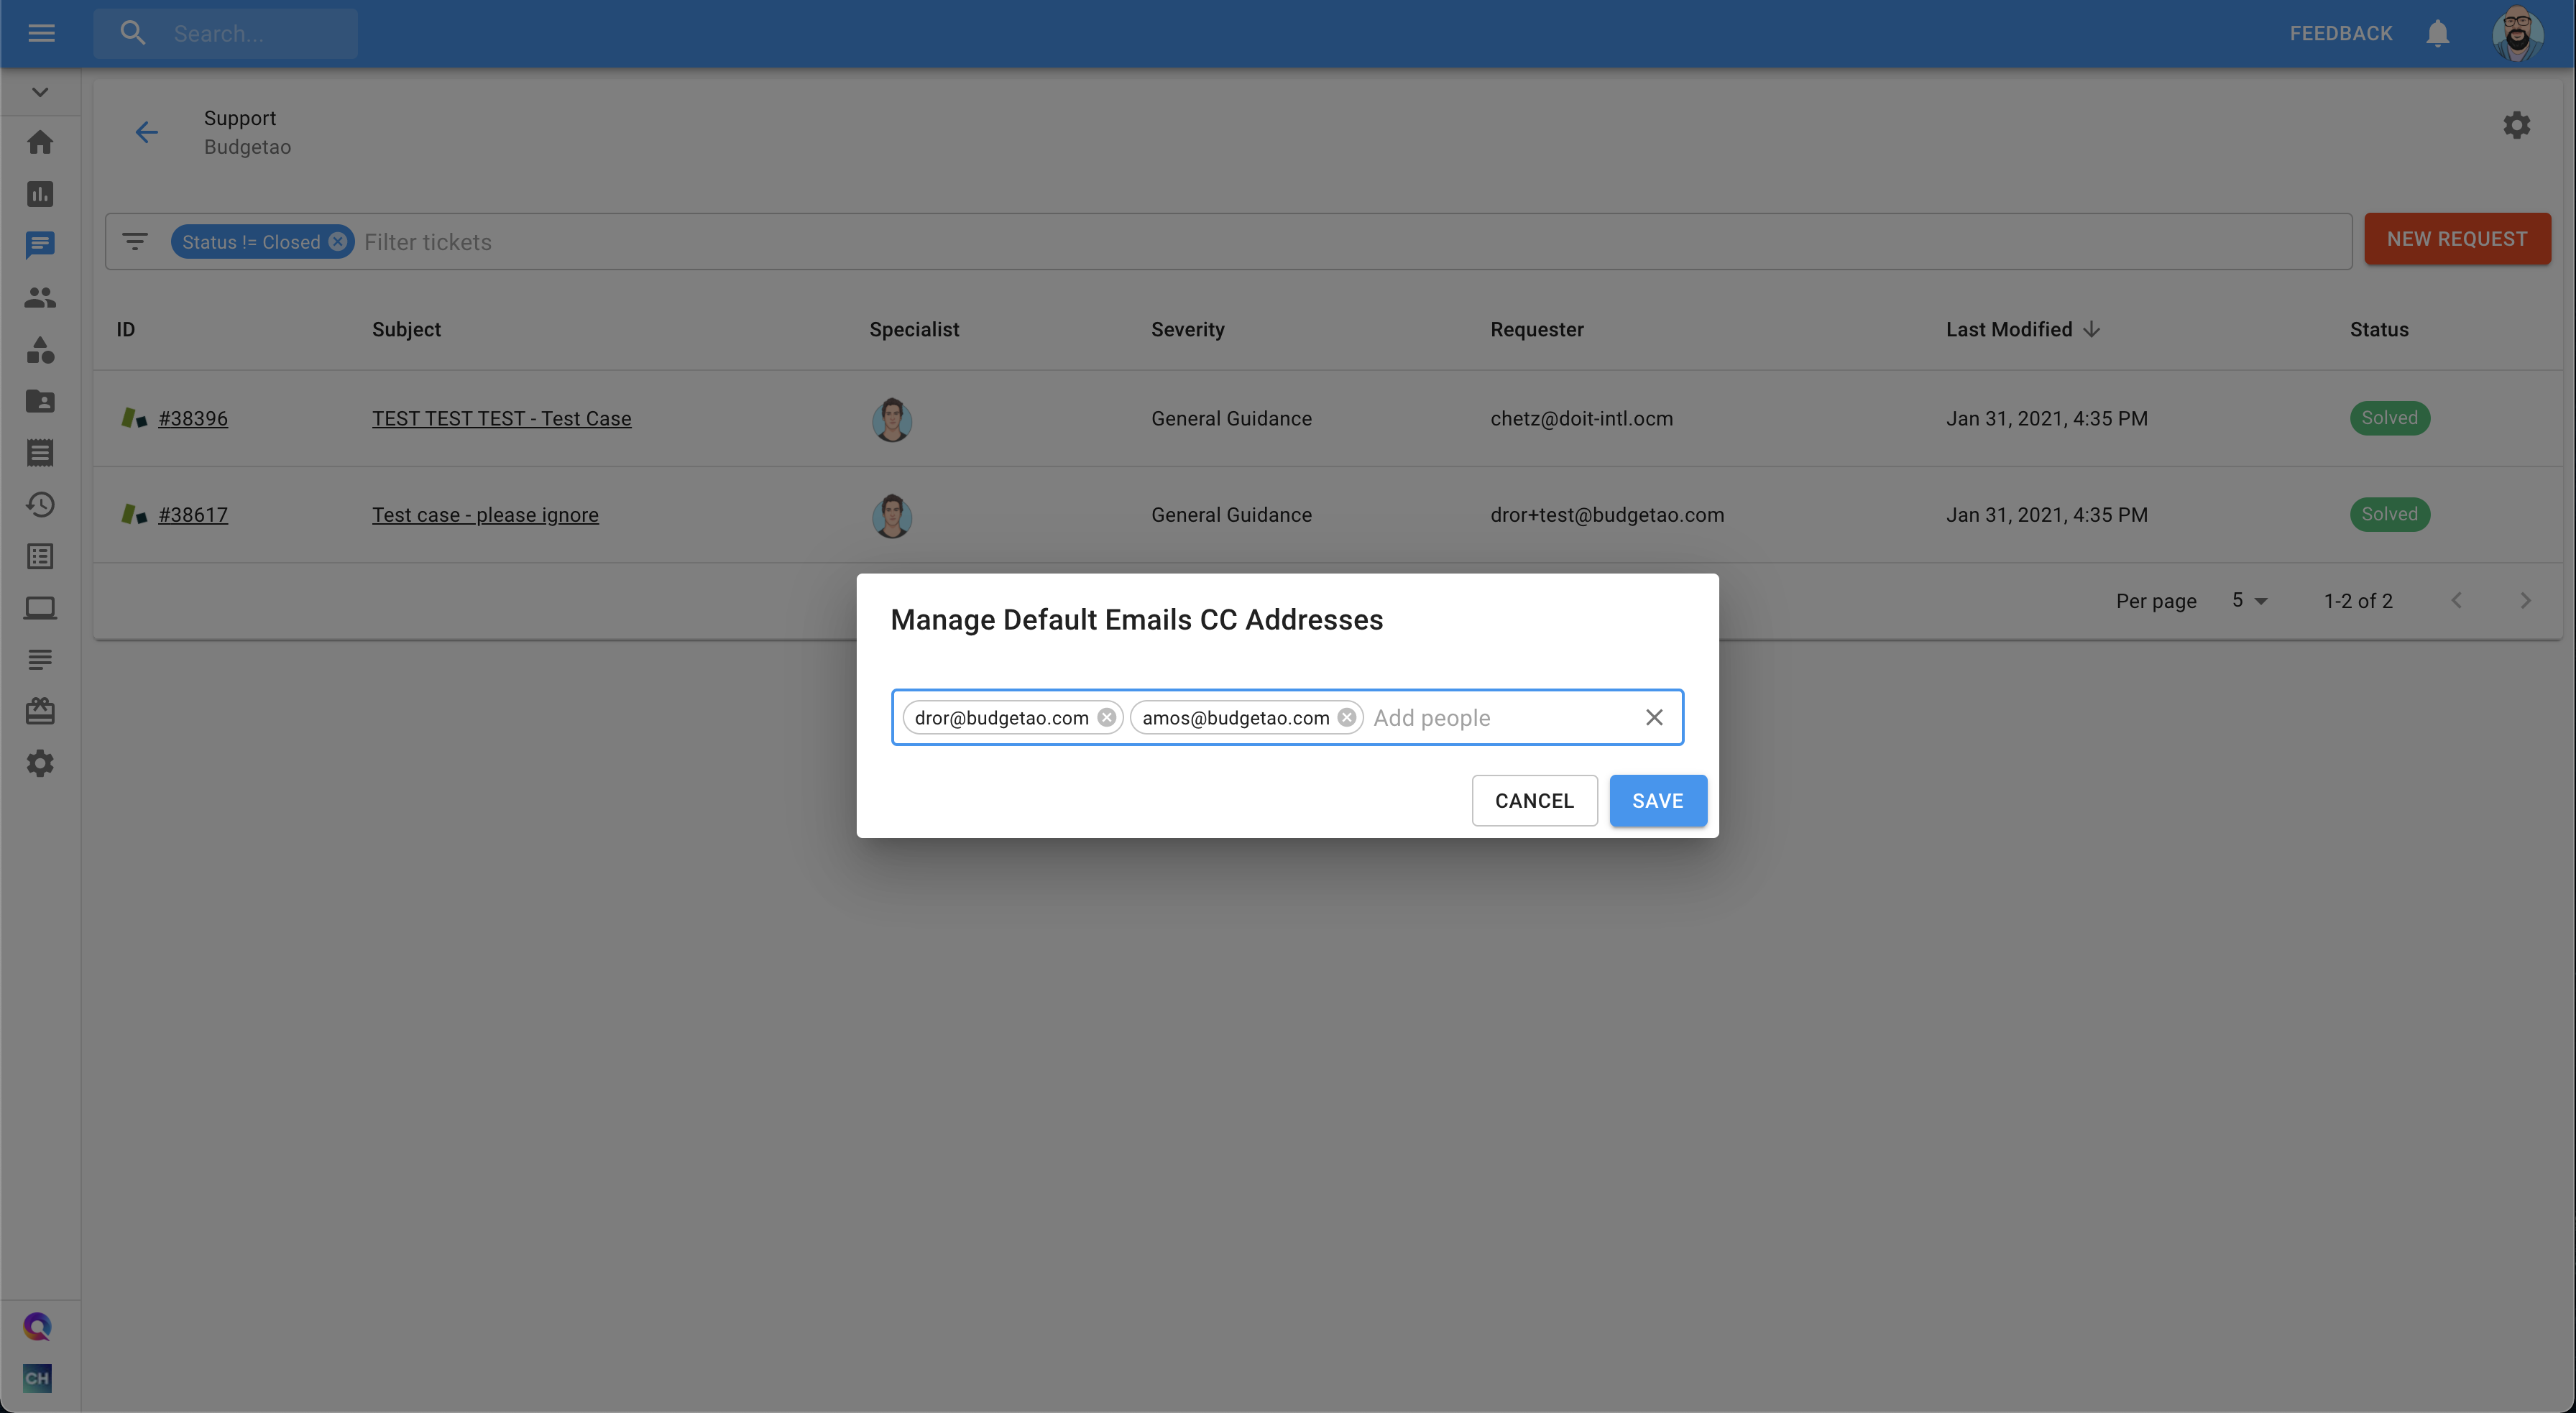 Search...
FEEDBACK
Support
Budgetao
Status != Closed Filter tickets
NEW REQUEST
ID Subject Specialist Severity Requester Last Modified Status
#38396 TEST TEST TEST - Test Case General Guidance chetz@doit-intl.ocm Jan 31, 2021, 4:35 PM Solved
#38617 Test case - please ignore General Guidance dror+test@budgetao.com Jan 31, 2021, 4:35 PM Solved
Per page 5 1-2 of 2
Manage Default Emails CC Addresses
dror@budgetao.com amos@budgetao.com Add people
CANCEL SAVE
CH